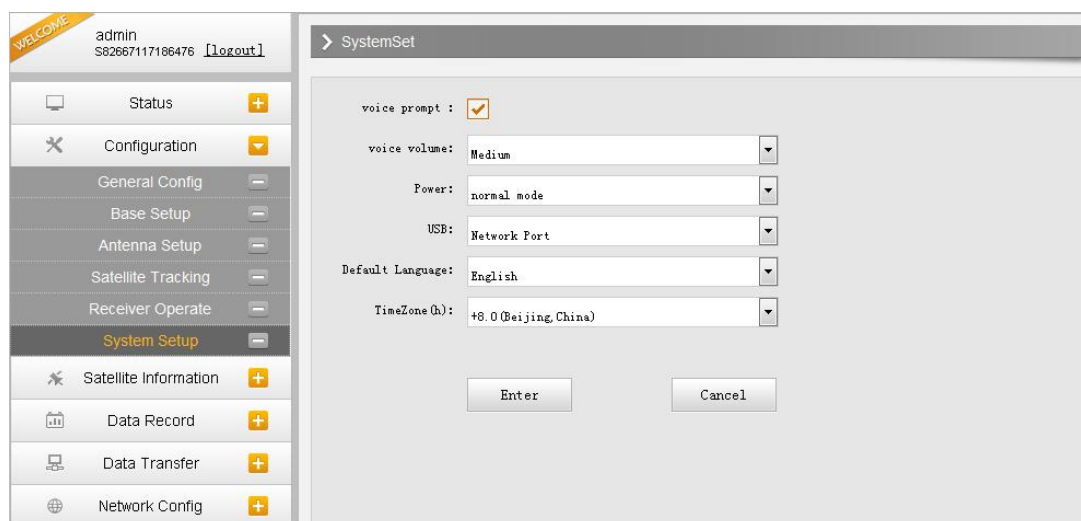 WELCOME
admin
S82667117186476 [logout]
Status
Configuration
General Config
Base Setup
Antenna Setup
Satellite Tracking
Receiver Operate
System Setup
Satellite Information
Data Record
Data Transfer
Network Config
SystemSet
voice prompt :
voice volume: Medium
Power: normal mode
USB: Network Port
Default Language: English
TimeZone(h): +8.0(Beijing,China)
Enter Cancel